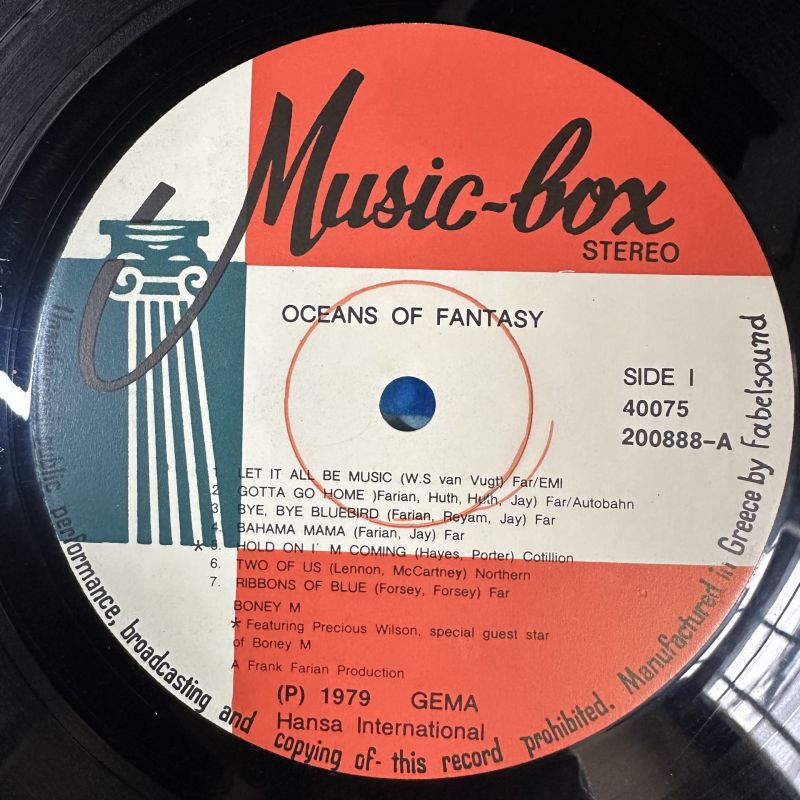 Music-box
STEREO
OCEANS OF FANTASY
SIDE I
40075
200888-A
1. LET IT ALL BE MUSIC (W.S van Vugt) Far/EMI
2. GOTTA GO HOME )Farian, Huth, Huth, Jay) Far/Autobahn
3. BYE, BYE BLUEBIRD (Farian, Reyam, Jay) Far
4. BAHAMA MAMA (Farian, Jay) Far
* 5. HOLD ON I' M COMING (Hayes, Porter) Cotillion
6. TWO OF US (Lennon, McCartney) Northern
7. RIBBONS OF BLUE (Forsey, Forsey) Far
BONEY M
* Featuring Precious Wilson, special guest star
of Boney M
A Frank Farian Production
(P) 1979 GEMA
Hansa International
public performance, broadcasting and copying of- this record prohibited. Manufactured in Greece by Fabelsound